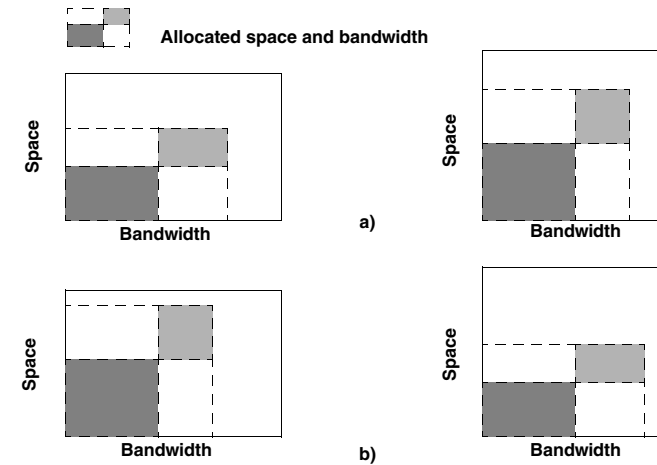 Allocated space and bandwidth
Space
Bandwidth
a)
Space
Bandwidth
Space
Bandwidth
b)
Space
Bandwidth